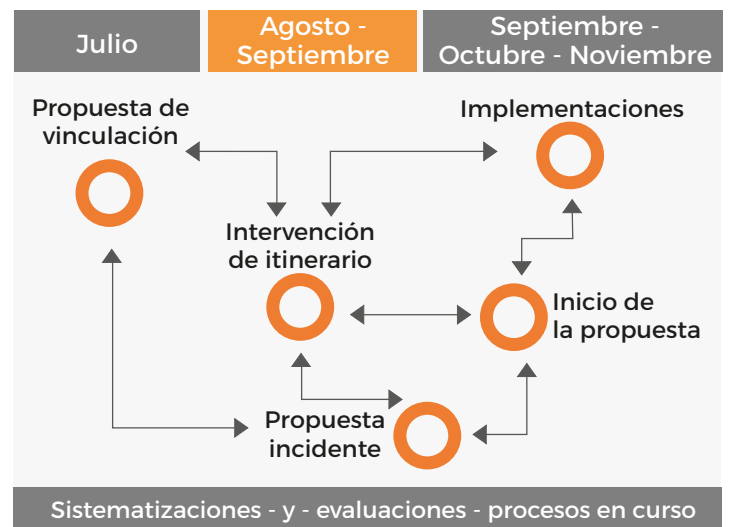 Julio
Agosto -
Septiembre
Septiembre -
Octubre - Noviembre
Propuesta de
vinculación
Implementaciones
Intervención
de itinerario
Inicio de
la propuesta
Propuesta
incidente
Sistematizaciones - y - evaluaciones - procesos en curso